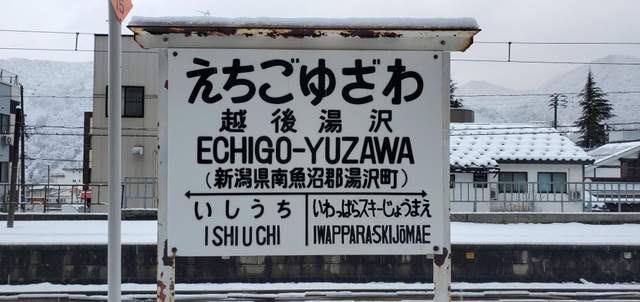 15
えちごゆざわ
越後湯沢
ECHIGO-YUZAWA
(新潟県南魚沼郡湯沢町)
いしうち いわっぱらスキーじょうまえ
ISHIUCHI IWAPPARASKIJōMAE